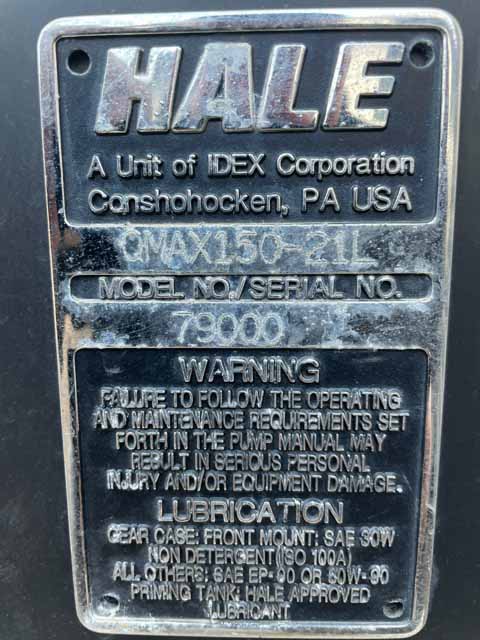 HALE
A Unit of IDEX Corporation
Conshohocken, PA USA
QMAX150-21L
MODEL NO./SERIAL NO.
79000
WARNING
FAILURE TO FOLLOW THE OPERATING
AND MAINTENANCE REQUIREMENTS SET
FORTH IN THE PUMP MANUAL MAY
RESULT IN SERIOUS PERSONAL
INJURY AND/OR EQUIPMENT DAMAGE.
LUBRICATION
GEAR CASE: FRONT MOUNT: SAE 30W
NON DETERGENT (ISO 100A)
ALL OTHERS: SAE EP-90 OR 80W-90
PRIMING TANK: HALE APPROVED
LUBRICANT